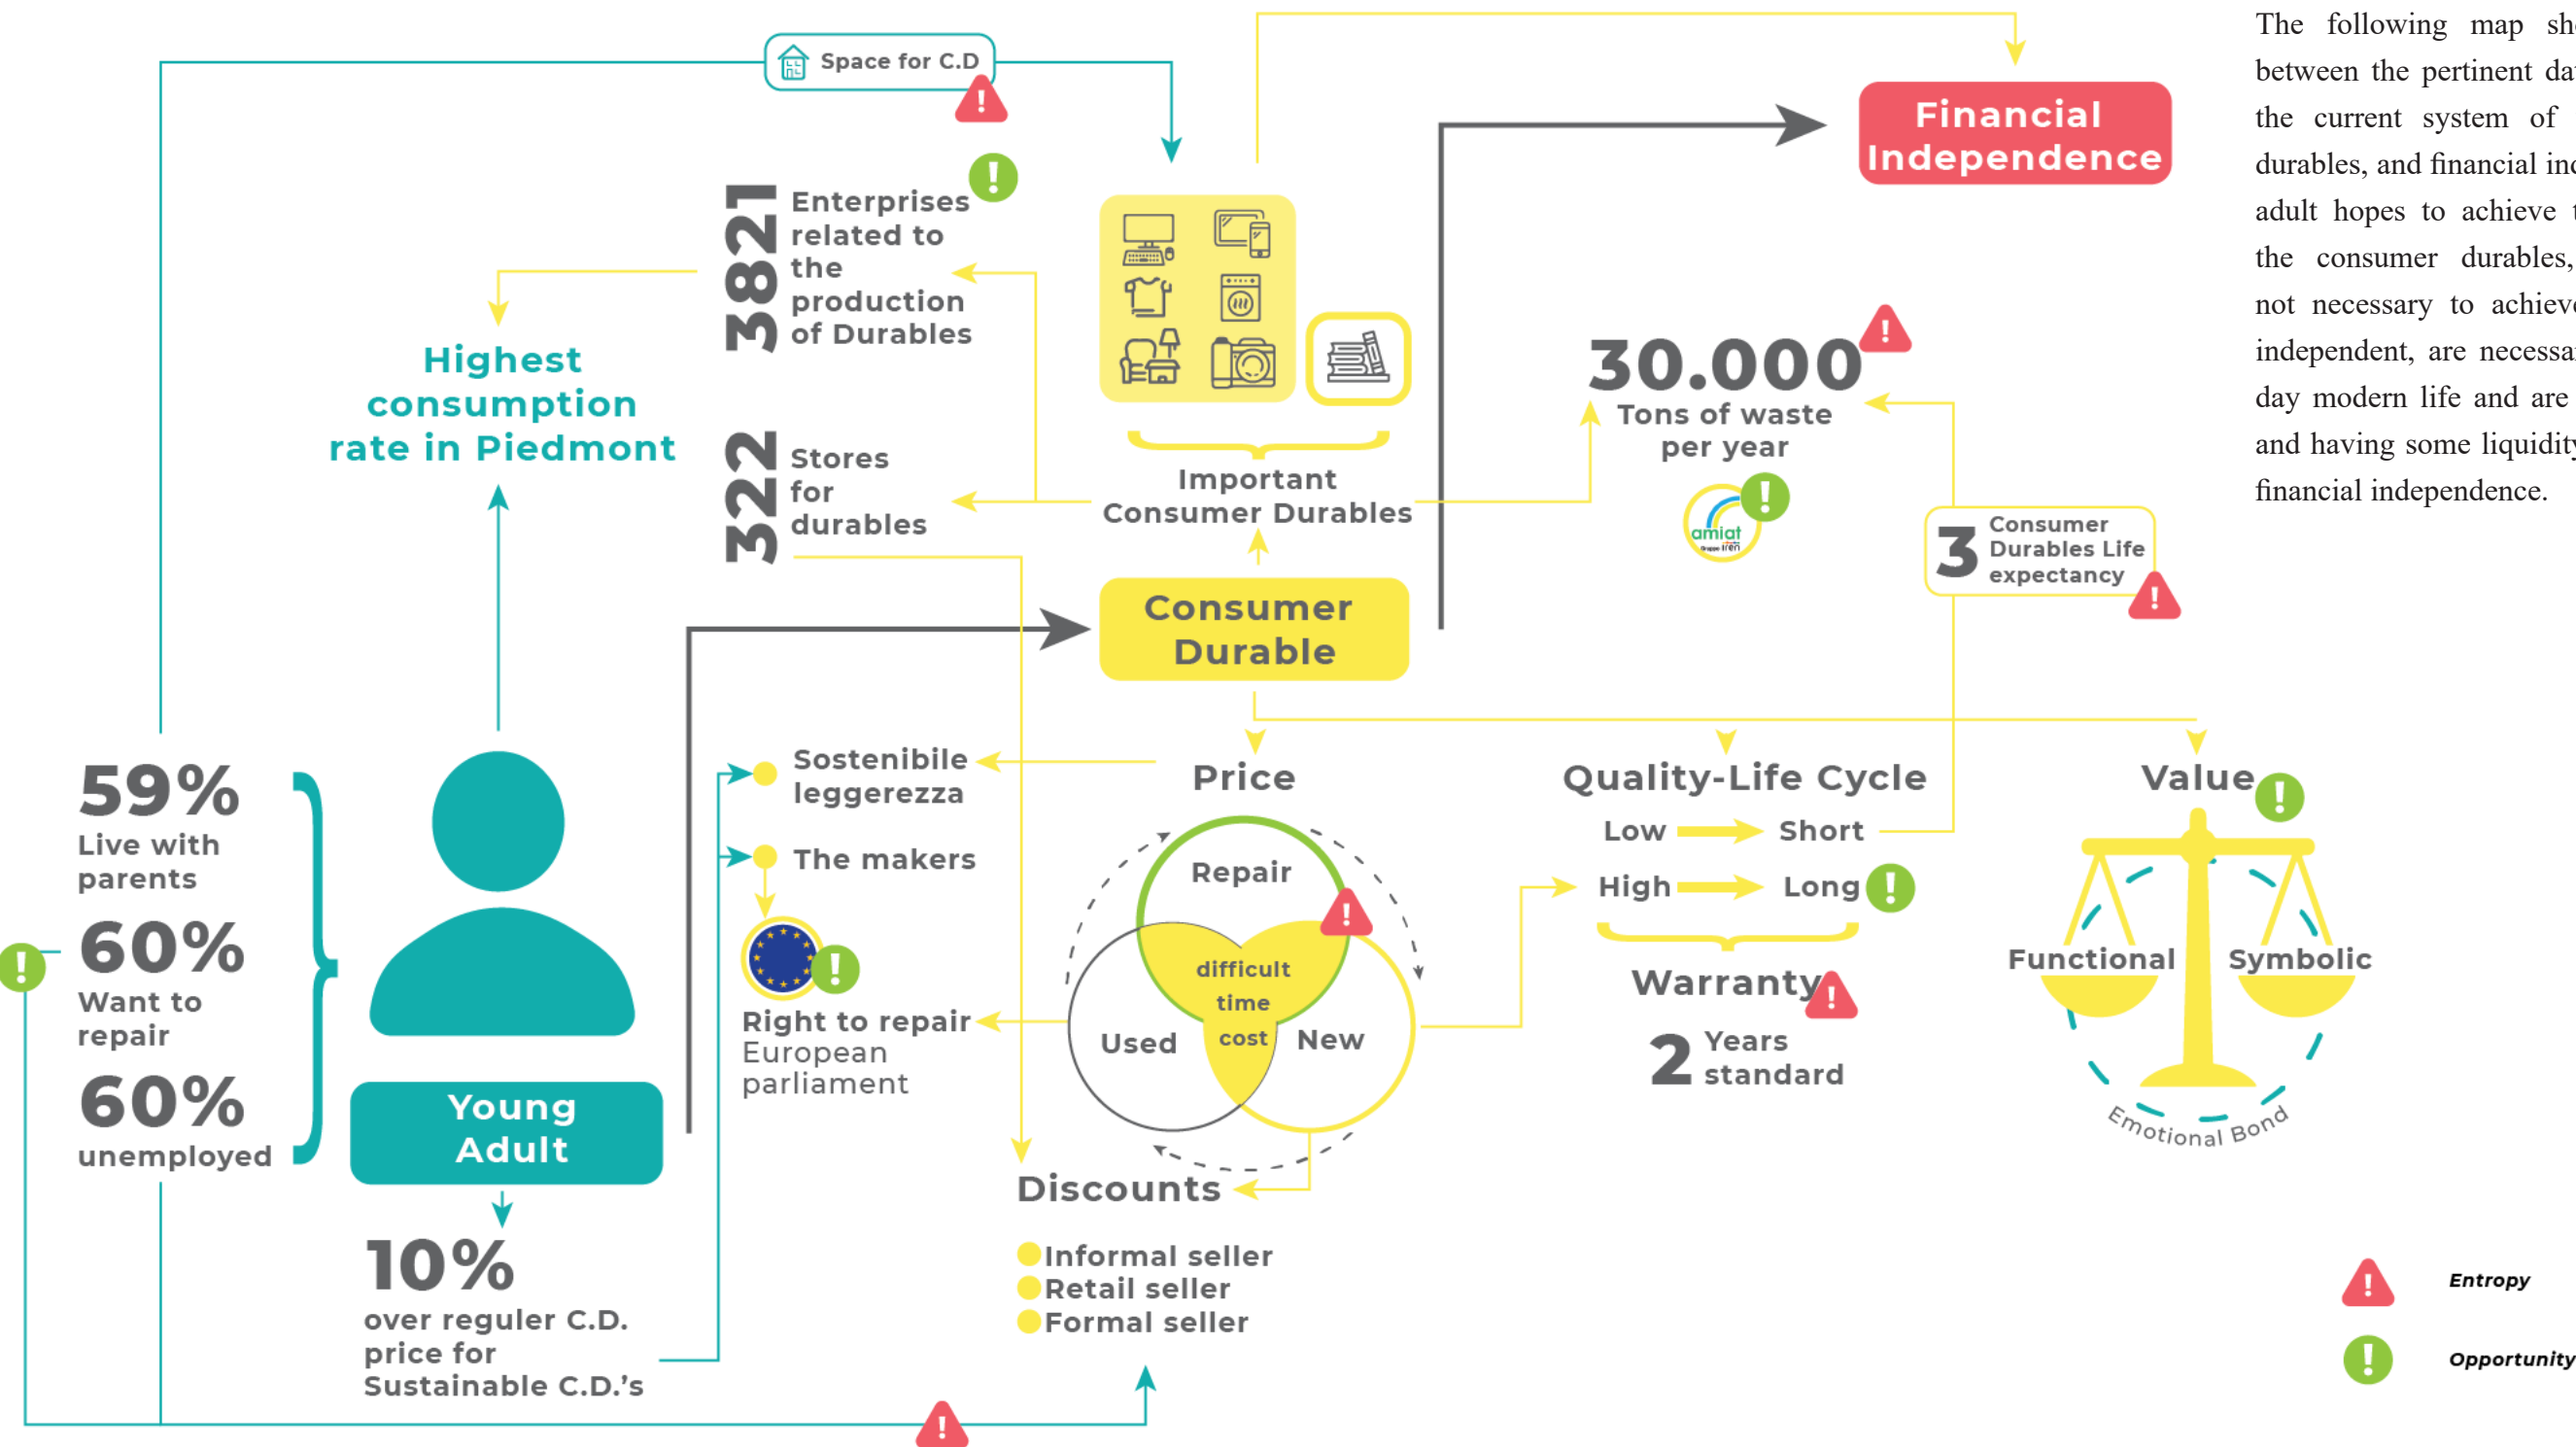 Space for C.D
Financial
Independence
3821
Enterprises
related to
the
production
of Durables
Highest
consumption
rate in Piedmont
322
Stores
for
durables
Important
Consumer Durables
30.000
Tons of waste
per year
amiat
Gruppo Iren
3
Consumer
Durables Life
expectancy
Consumer
Durable
59%
Live with
parents
60%
Want to
repair
60%
unemployed
Young
Adult
10%
over reguler C.D.
price for
Sustainable C.D.'s
Sostenibile
leggerezza
The makers
Right to repair
European
parliament
Price
Repair
difficult
time
cost
Used
New
Discounts
Informal seller
Retail seller
Formal seller
Quality-Life Cycle
Low
Short
High
Long
Warranty
2
Years
standard
Value
Functional
Symbolic
Emotional Bond
The following map
between the pertinent
the current system of
durables, and financial
adult hopes to achieve
the consumer durables,
not necessary to
independent, are
day modern life and are
and having some
financial independence.
Entropy
Opportunity